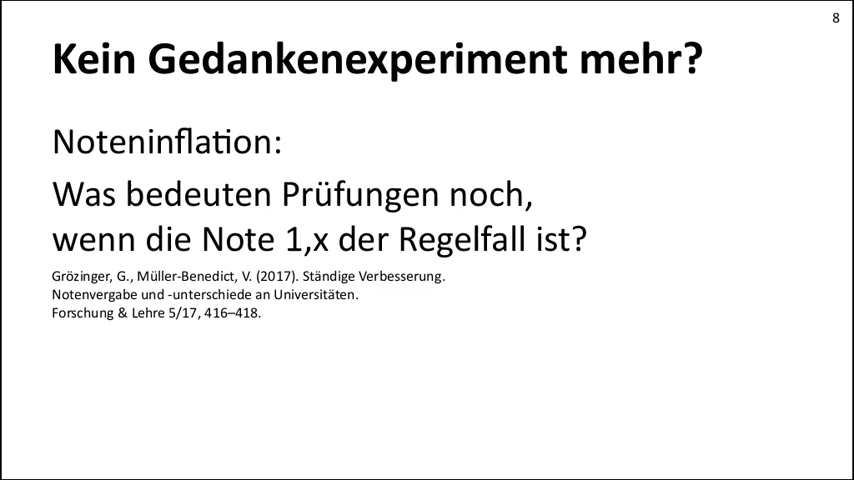 8
Kein Gedankenexperiment mehr?
Noteninflation:
Was bedeuten Prüfungen noch,
wenn die Note 1,x der Regelfall ist?
Grözinger, G., Müller-Benedict, V. (2017). Ständige Verbesserung.
Notenvergabe und -unterschiede an Universitäten.
Forschung & Lehre 5/17, 416–418.